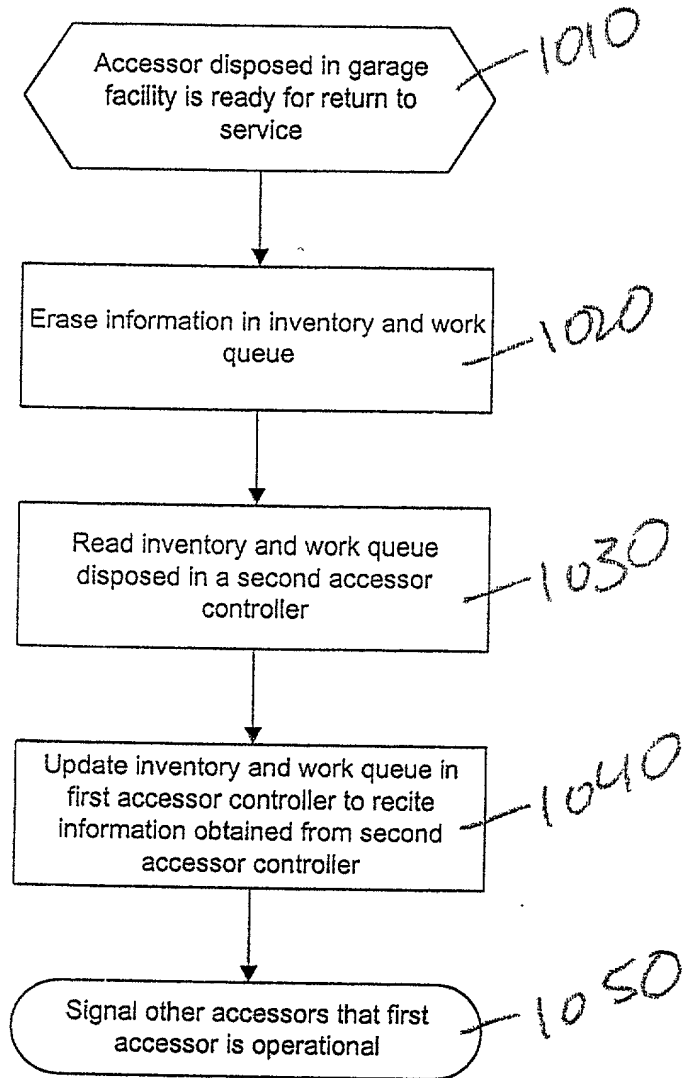 Accessor disposed in garage
facility is ready for return to
service
1010
Erase information in inventory and work
queue
1020
Read inventory and work queue
disposed in a second accessor
controller
1030
Update inventory and work queue in
first accessor controller to recite
information obtained from second
accessor controller
1040
Signal other accessors that first
accessor is operational
1050